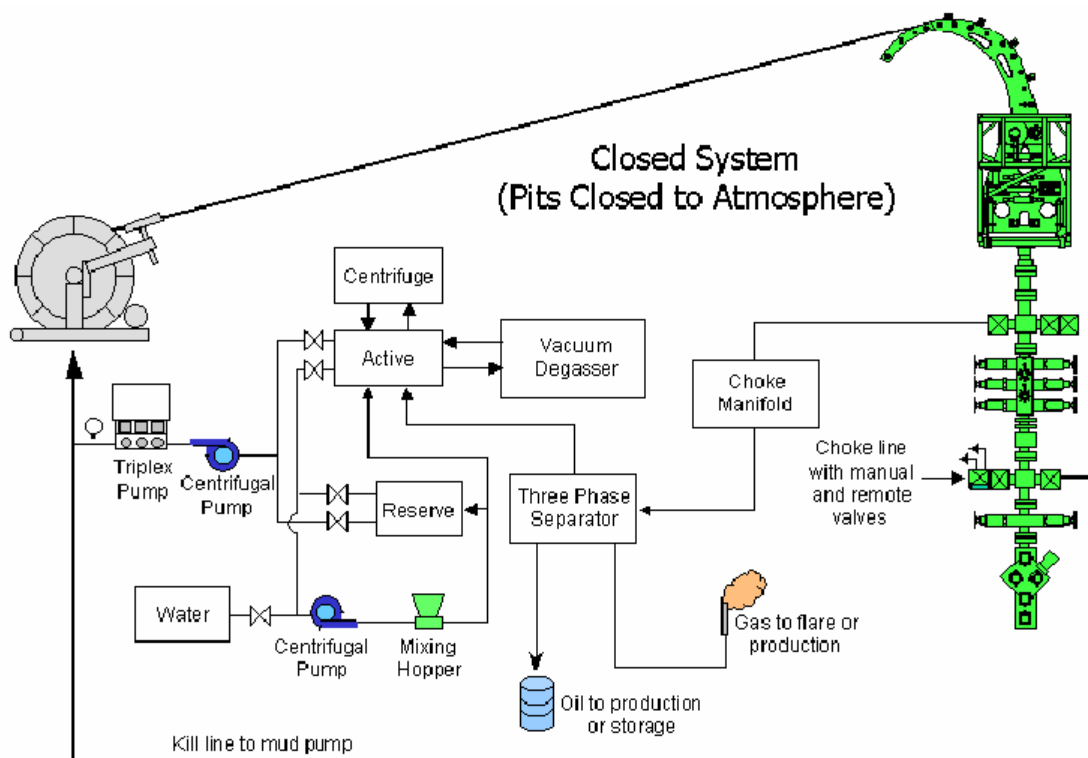 Closed System
(Pits Closed to Atmosphere)
Centrifuge
Active
Vacuum
Degasser
Choke
Manifold
Triplex
Pump
Centrifugal
Pump
Reserve
Three Phase
Separator
Choke line
with manual
and remote
valves
Water
Centrifugal
Pump
Mixing
Hopper
Gas to flare or
production
Oil to production
or storage
Kill line to mud pump